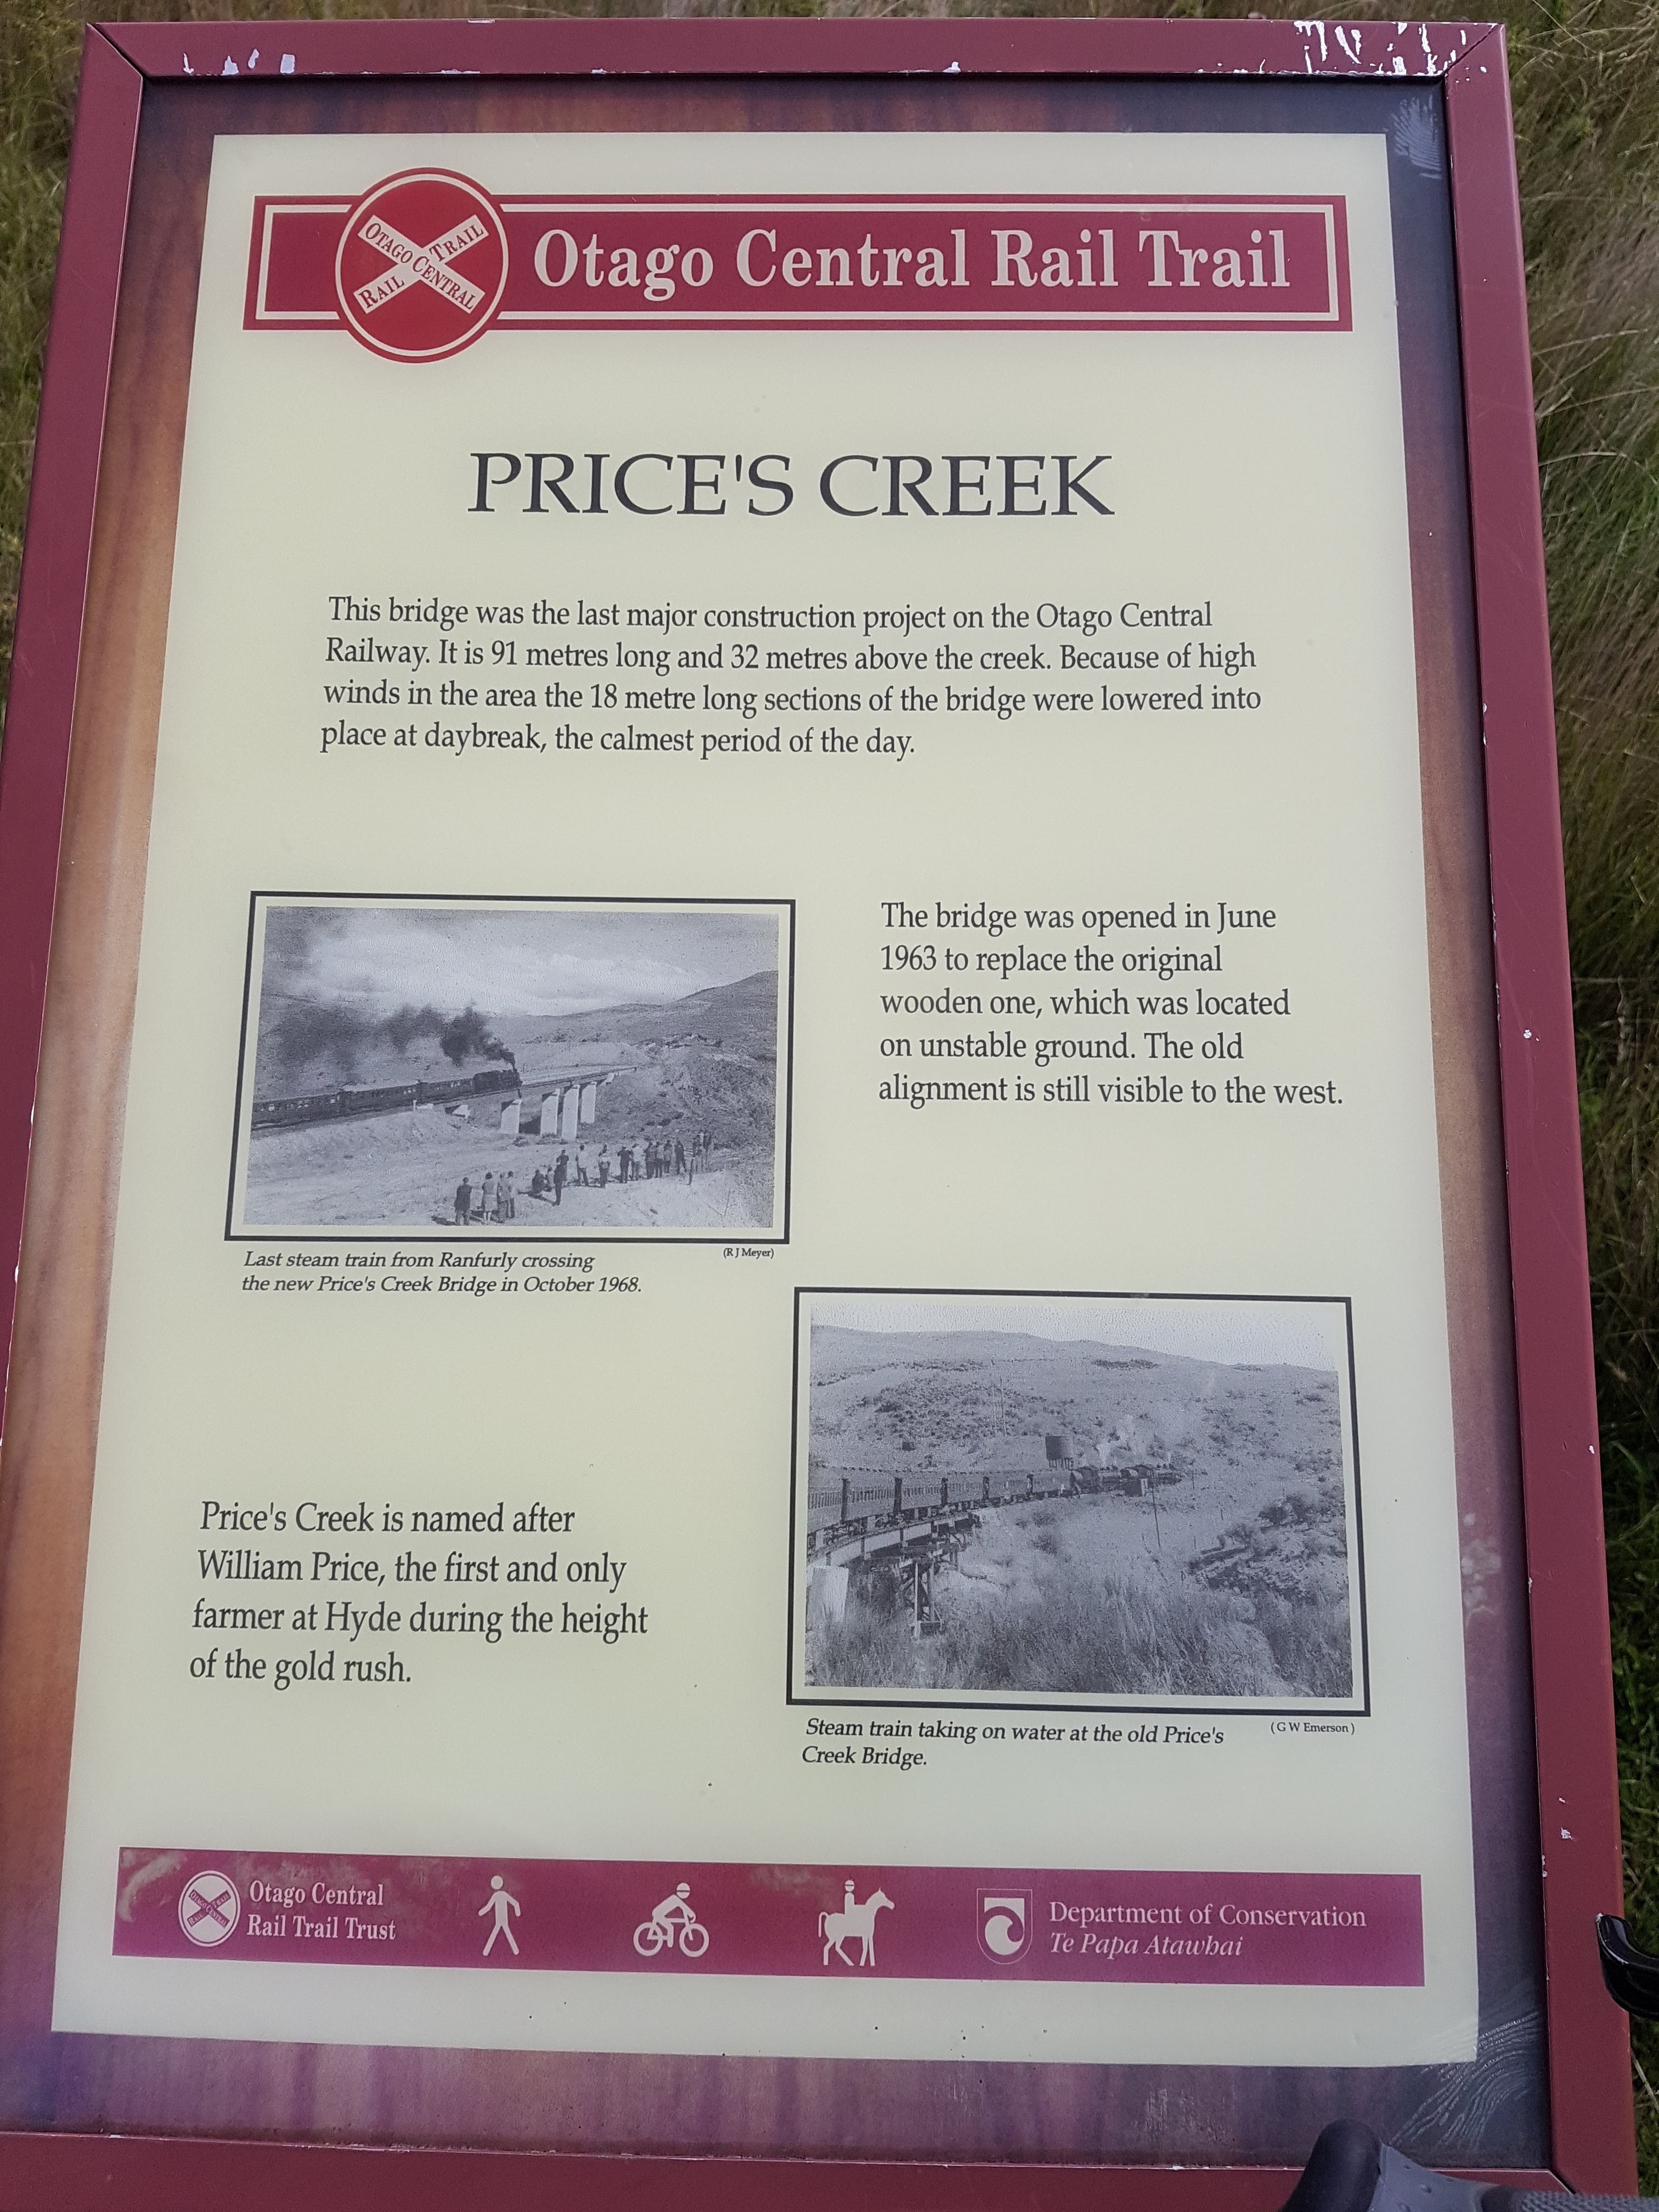 OTAGO CENTRAL
RAIL TRAIL
Otago Central Rail Trail
PRICE'S CREEK
This bridge was the last major construction project on the Otago Central
Railway. It is 91 metres long and 32 metres above the creek. Because of high
winds in the area the 18 metre long sections of the bridge were lowered into
place at daybreak, the calmest period of the day.
The bridge was opened in June
1963 to replace the original
wooden one, which was located
on unstable ground. The old
alignment is still visible to the west.
(R J Meyer)
Last steam train from Ranfurly crossing
the new Price's Creek Bridge in October 1968.
Price's Creek is named after
William Price, the first and only
farmer at Hyde during the height
of the gold rush.
Steam train taking on water at the old Price's
Creek Bridge.
(G W Emerson)
OTAGO CENTRAL
RAIL TRAIL
Otago Central
Rail Trail Trust
Department of Conservation
Te Papa Atawhai